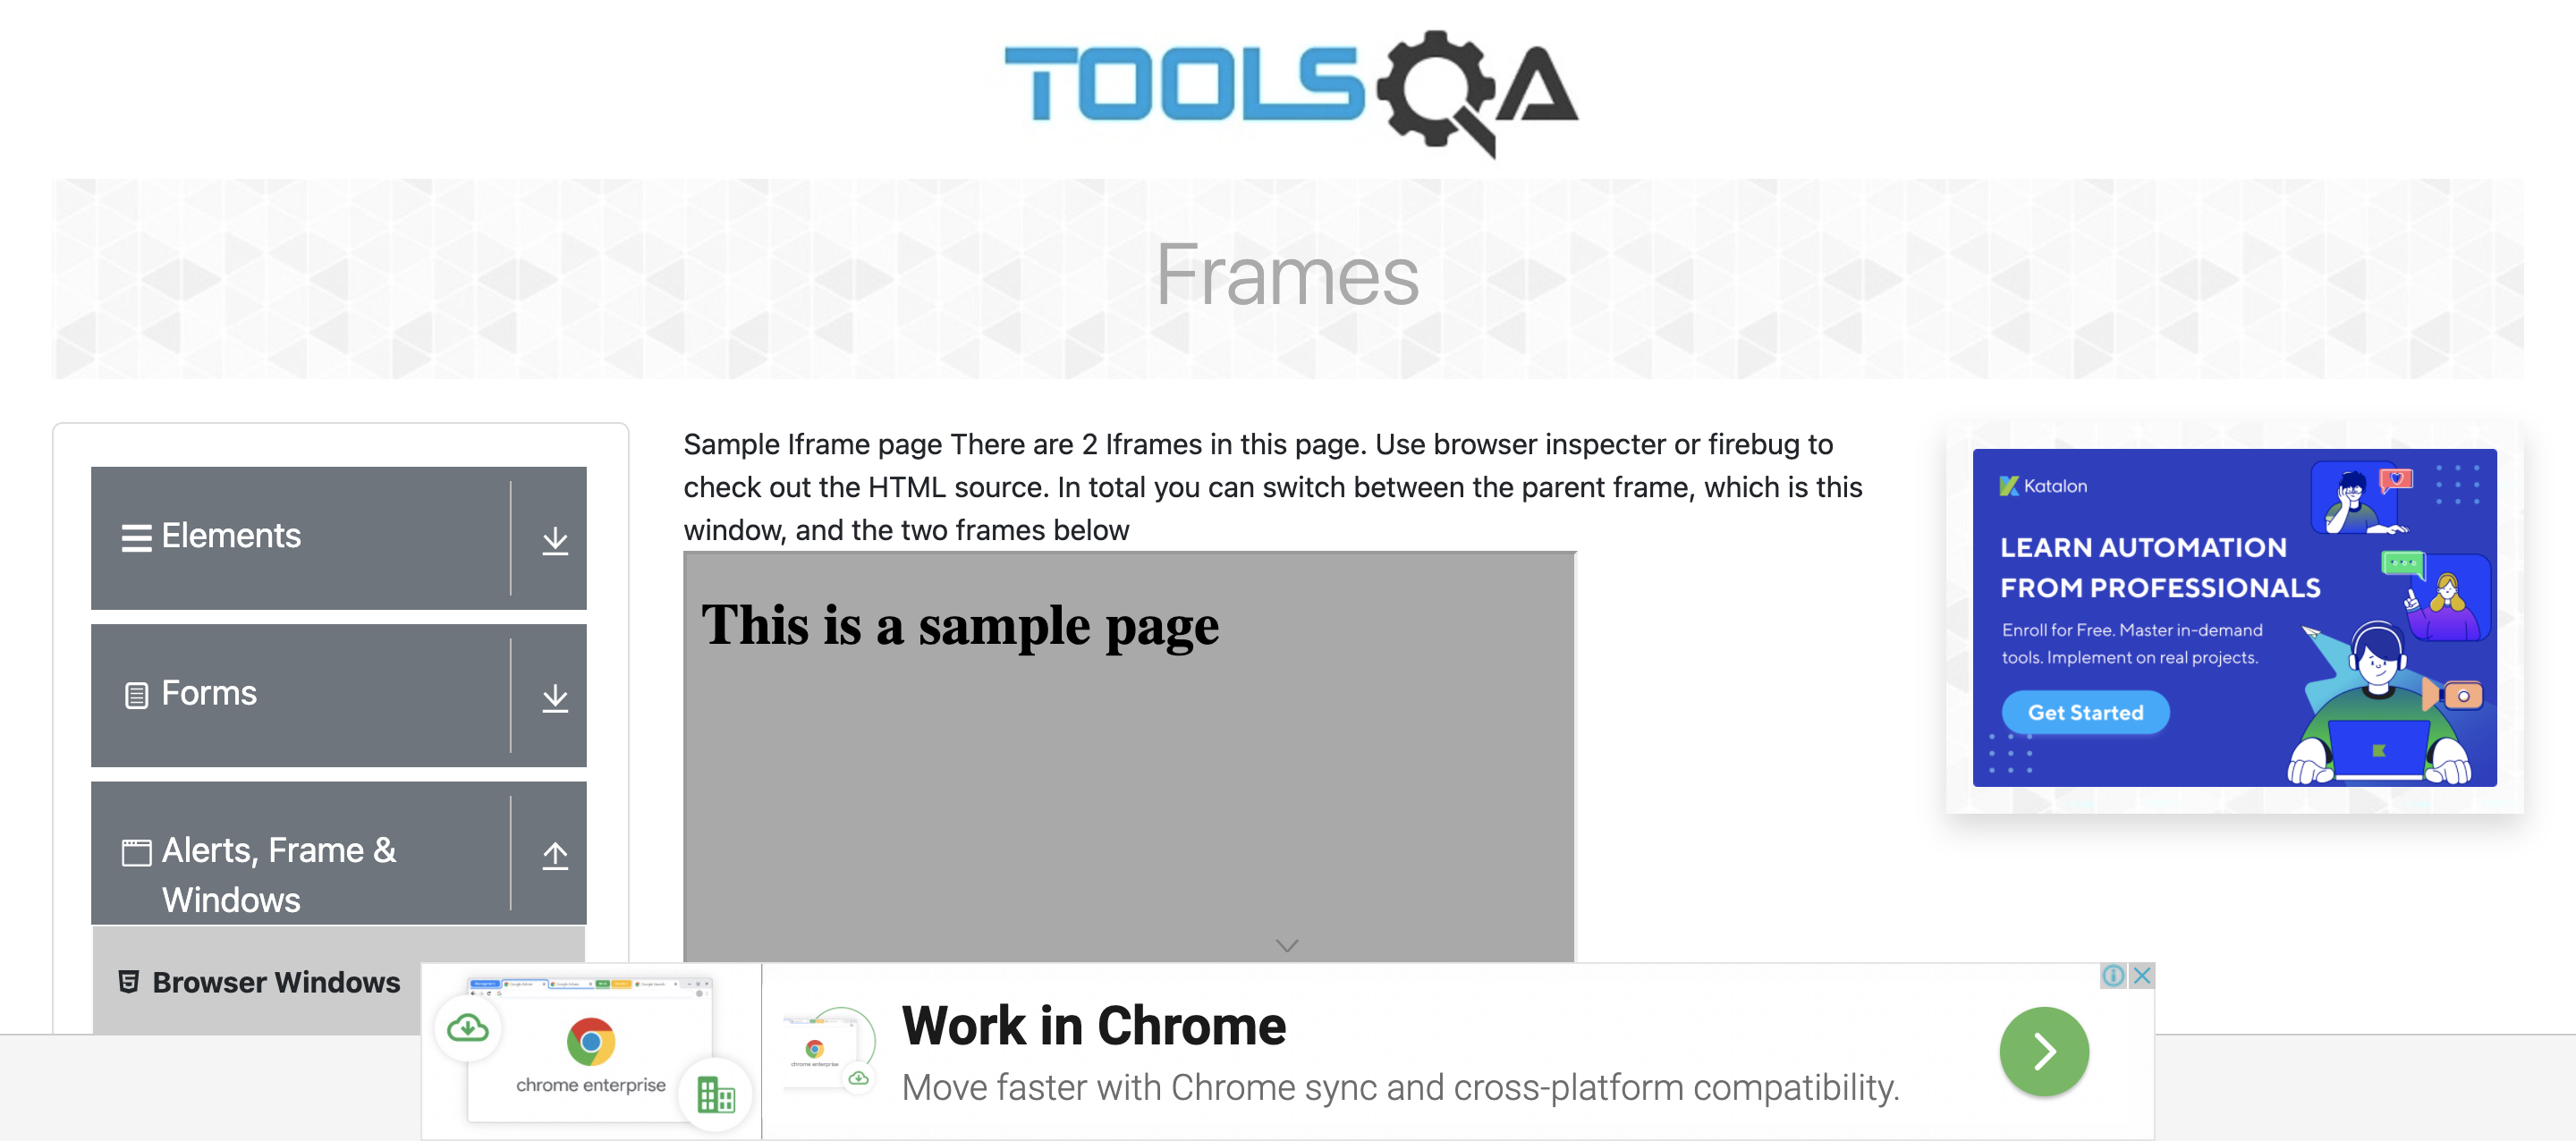 TOOLSQA
Frames
Elements
Forms
Alerts, Frame &
Windows
Browser Windows
Sample Iframe page There are 2 Iframes in this page. Use browser inspecter or firebug to
check out the HTML source. In total you can switch between the parent frame, which is this
window, and the two frames below
This is a sample page
Katalon
LEARN AUTOMATION
FROM PROFESSIONALS
Enroll for Free. Master in-demand
tools. Implement on real projects.
Get Started
chrome enterprise
chrome enterprise
Work in Chrome
Move faster with Chrome sync and cross-platform compatibility.